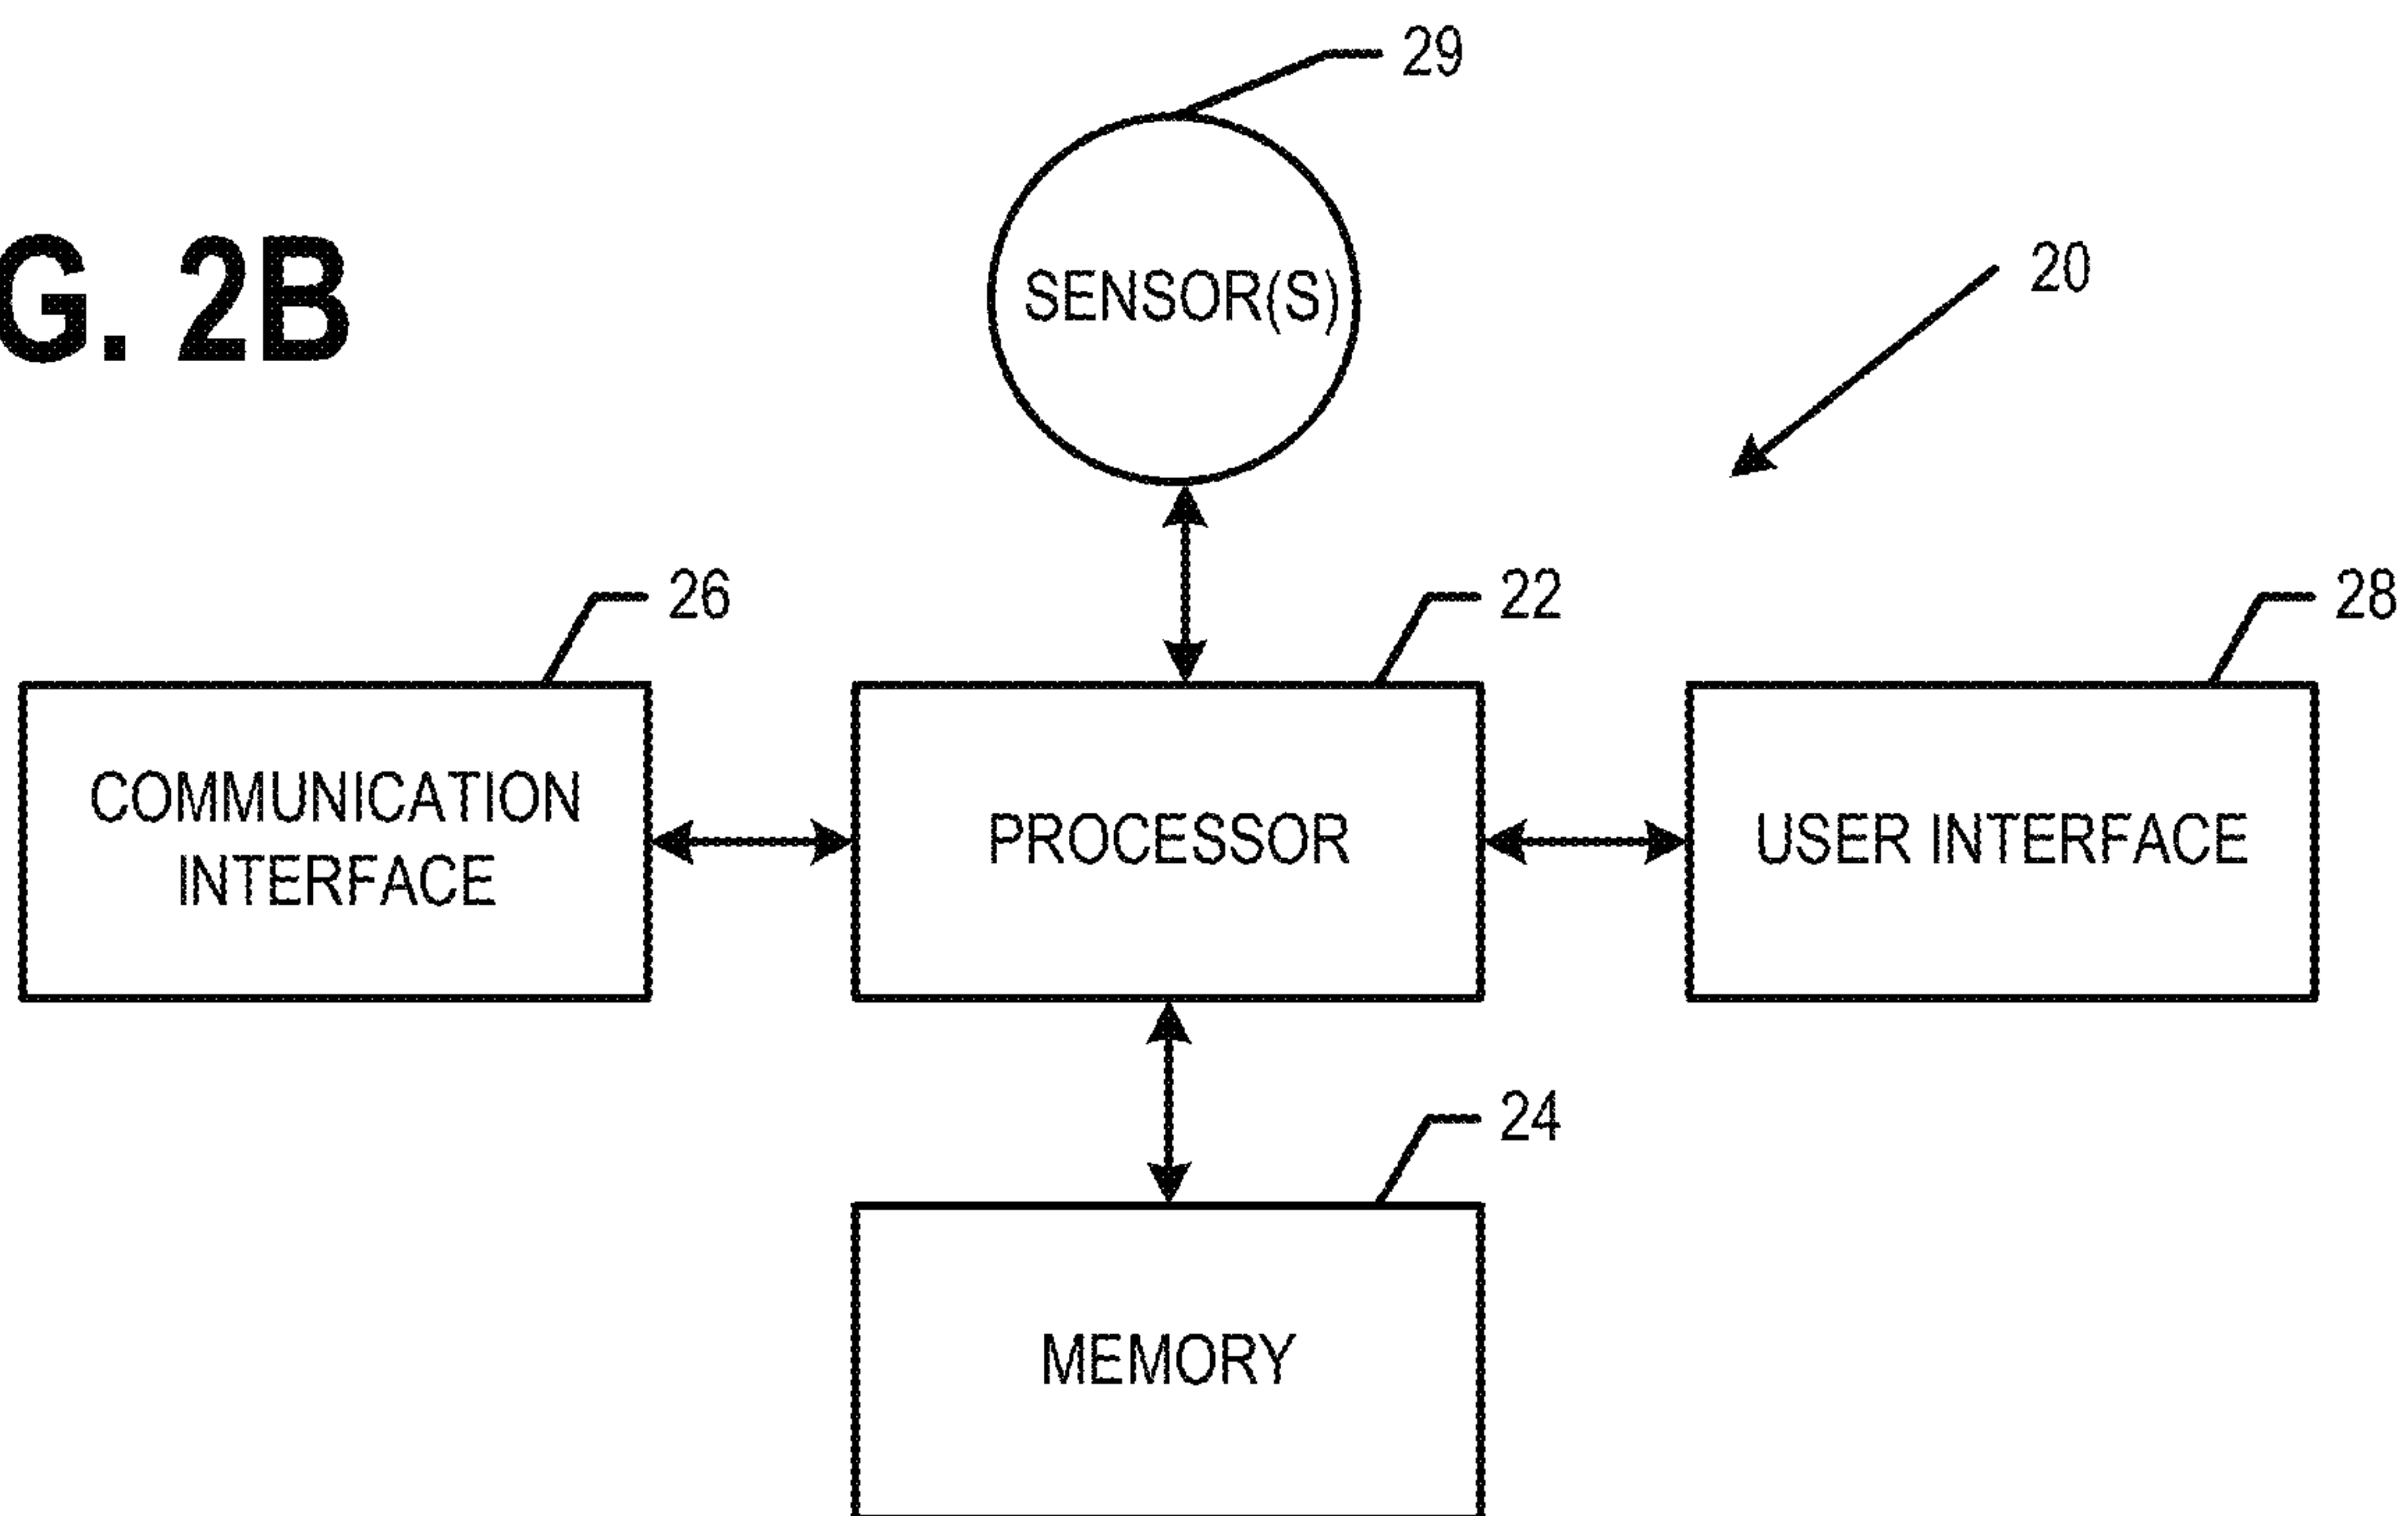 29
G. 2B
SENSOR(S)
20
26
22
28
COMMUNICATION
INTERFACE
PROCESSOR
USER INTERFACE
24
MEMORY